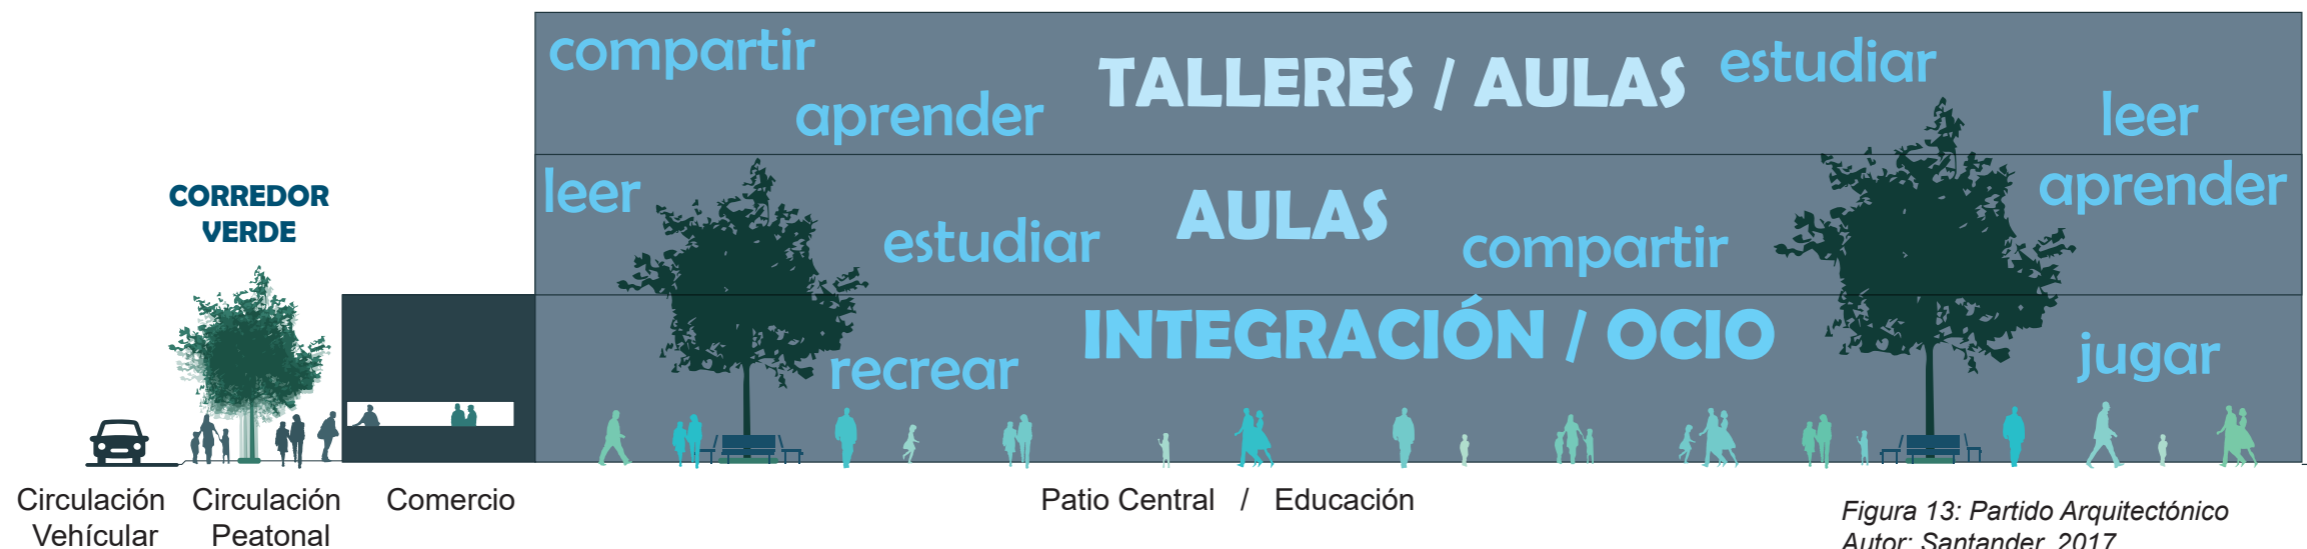 compartir
TALLERES / AULAS
estudiar
aprender
leer
CORREDOR
VERDE
leer
AULAS
aprender
estudiar
compartir
INTEGRACIÓN / OCIO
recrear
jugar
Circulación
Vehícular
Circulación
Peatonal
Comercio
Patio Central / Educación
Figura 13: Partido Arquitectónico
Autor: Santander, 2017